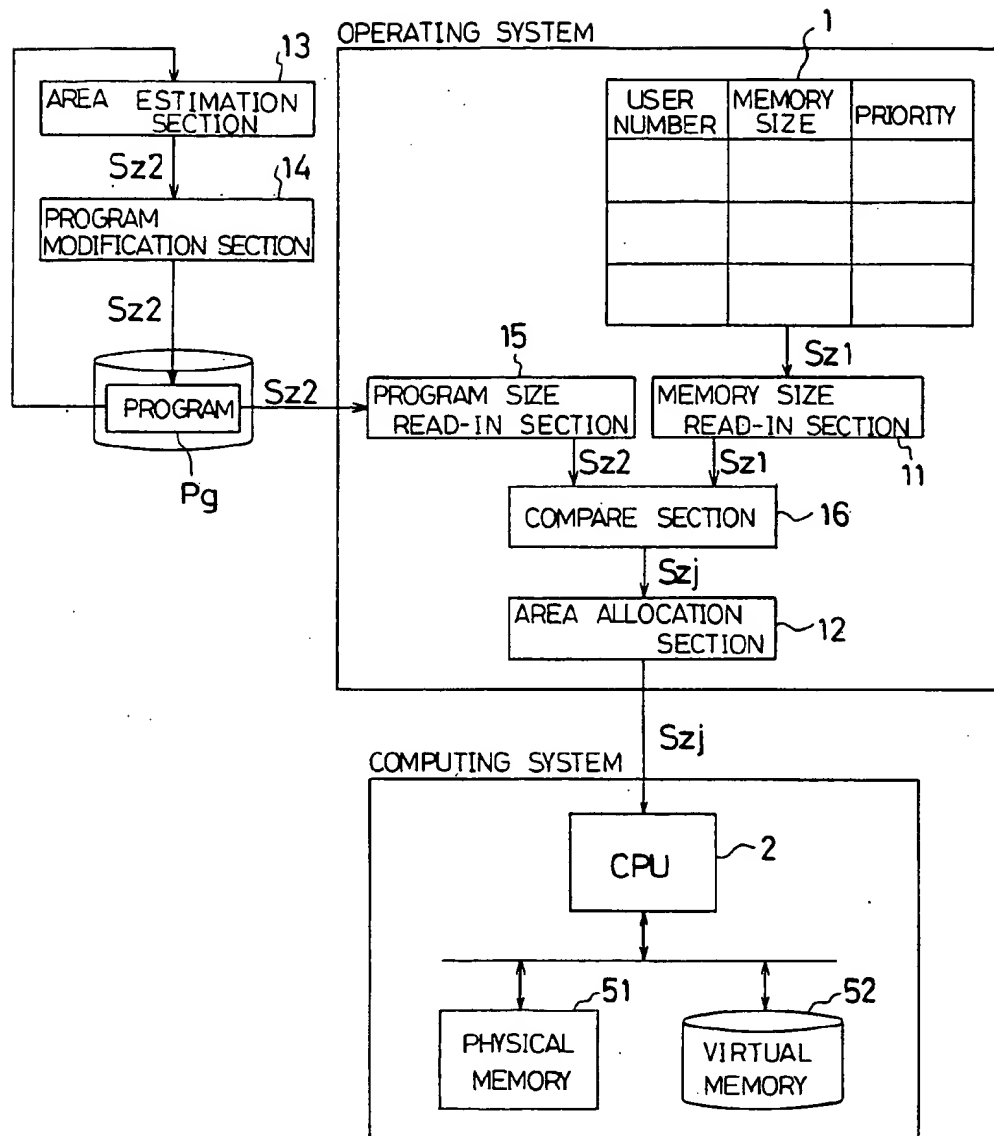 OPERATING SYSTEM
1
13
AREA ESTIMATION
SECTION
USER
NUMBER
MEMORY
SIZE
PRIORITY
Sz2
14
PROGRAM
MODIFICATION SECTION
Sz2
Sz1
15
PROGRAM
Sz2
PROGRAM SIZE
READ-IN SECTION
MEMORY SIZE
READ-IN SECTION
11
Pg
Sz2
Sz1
COMPARE SECTION
16
Szj
AREA ALLOCATION
SECTION
12
Szj
COMPUTING SYSTEM
CPU
2
51
52
PHYSICAL
MEMORY
VIRTUAL
MEMORY